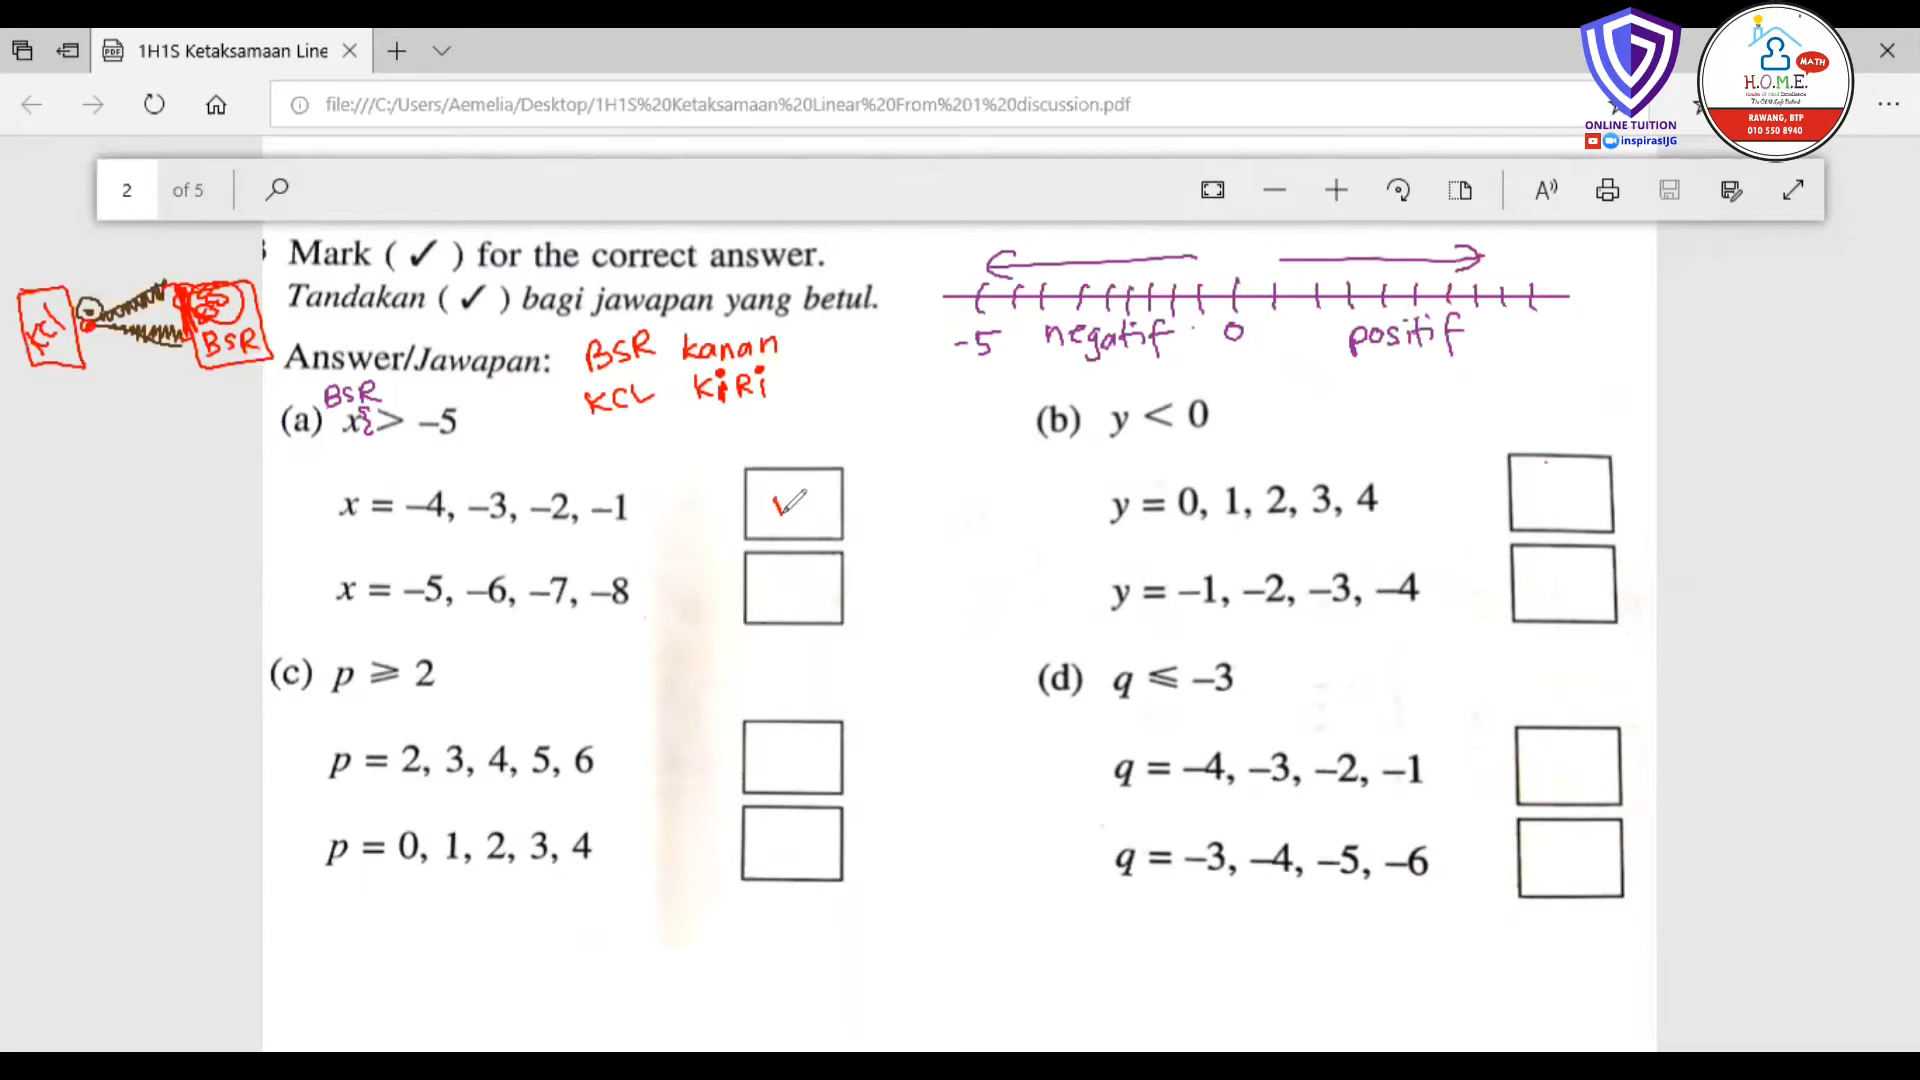 1H1S Ketaksamaan Line
file:///C:/Users/Aemelia/Desktop/1H1S%20Ketaksamaan%20Linear%20From%201%20discussion.pdf
ONLINE TUITION
inspirasIJG
MATH
H.O.M.E.
RAWANG, BTP
010 550 8940
2 of 5
Mark ( ✓ ) for the correct answer.
Tandakan ( ✓ ) bagi jawapan yang betul.
KCl
BSR
-5 negatif 0 positif
Answer/Jawapan:
BSR kanan
KCL KiRi
BSR
(a) x > –5
x = –4, –3, –2, –1 ✓
x = –5, –6, –7, –8
(b) y < 0
y = 0, 1, 2, 3, 4
y = –1, –2, –3, –4
(c) p ⩾ 2
p = 2, 3, 4, 5, 6
p = 0, 1, 2, 3, 4
(d) q ⩽ –3
q = –4, –3, –2, –1
q = –3, –4, –5, –6